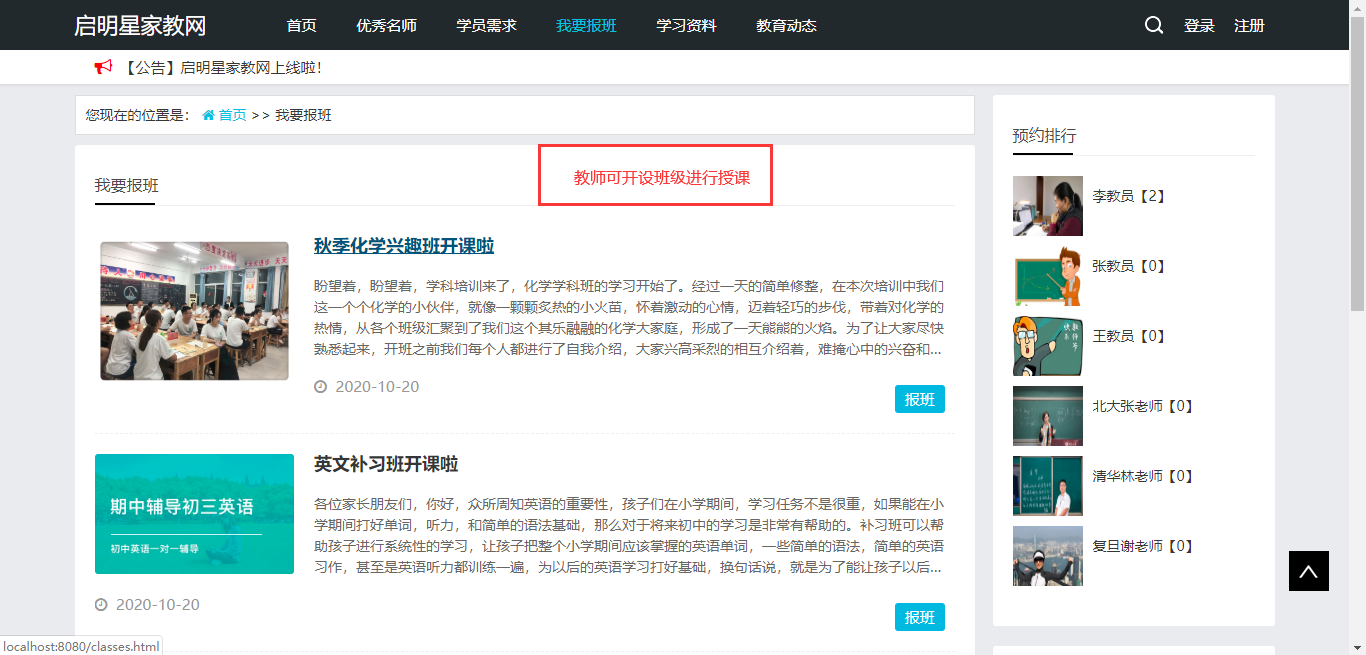 启明星家教网
首页 优秀名师 学员需求 我要报班 学习资料 教育动态 登录 注册
【公告】启明星家教网上线啦！
您现在的位置是： 首页 >> 我要报班
我要报班
教师可开设班级进行授课
秋季化学兴趣班开课啦
盼望着，盼望着，学科培训来了，化学学科班的学习开始了。经过一天的简单修整，在本次培训中我们
这一个个化学的小伙伴，就像一颗颗炙热的小火苗，怀着激动的心情，迈着轻巧的步伐，带着对化学的
热情，从各个班级汇聚到了我们这个其乐融融的化学大家庭，形成了一天能能的火焰。为了让大家尽快
熟悉起来，开班之前我们每个人都进行了自我介绍，大家兴高采烈的相互介绍着，难掩心中的兴奋和...
2020-10-20
报班
期中辅导初三英语
初中英语一对一辅导
英文补习班开课啦
各位家长朋友们，你好，众所周知英语的重要性，孩子们在小学期间，学习任务不是很重，如果能在小
学期间打好单词，听力，和简单的语法基础，那么对于将来初中的学习是非常有帮助的。补习班可以帮
助孩子进行系统性的学习，让孩子把整个小学期间应该掌握的英语单词，一些简单的语法，简单的英语
习作，甚至是英语听力都训练一遍，为以后的英语学习打好基础，换句话说，就是为了能让孩子以后...
2020-10-20
报班
预约排行
李教员【2】
张教员【0】
王教员【0】
北大张老师【0】
清华林老师【0】
复旦谢老师【0】
localhost:8080/classes.html